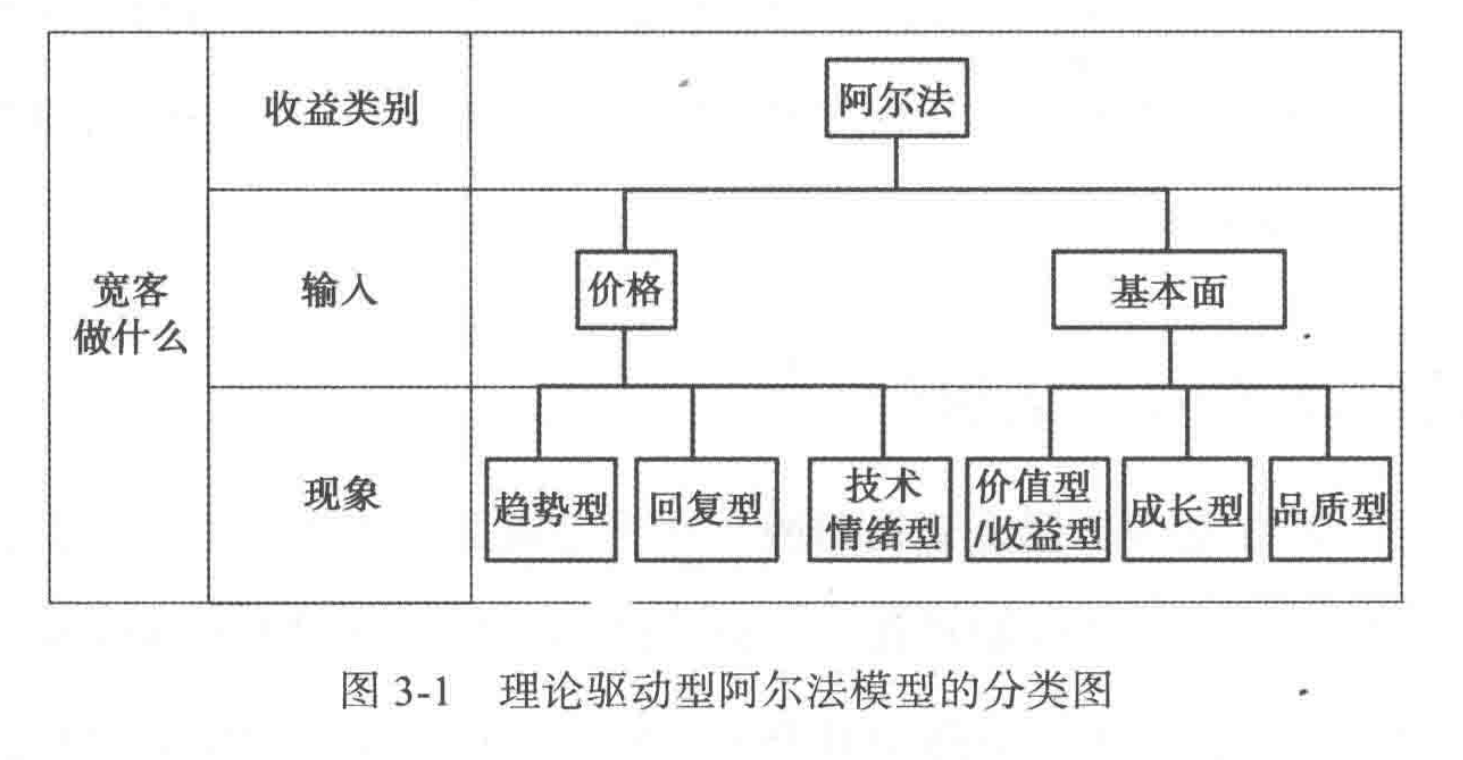 收益类别
阿尔法
宽客
做什么
输入
价格
基本面
现象
趋势型
回复型
技术
情绪型
价值型
/收益型
成长型
品质型
图 3-1 理论驱动型阿尔法模型的分类图